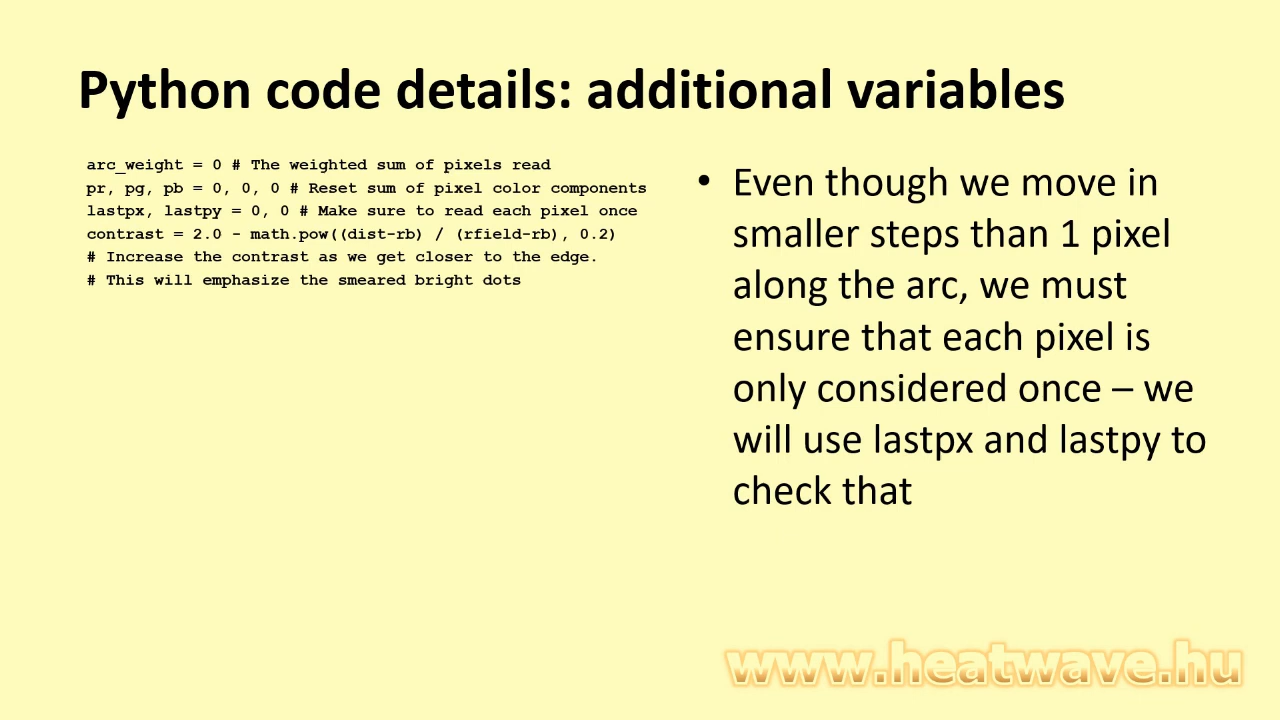 Python code details: additional variables
arc_weight = 0 # The weighted sum of pixels read
pr, pg, pb = 0, 0, 0 # Reset sum of pixel color components
lastpx, lastpy = 0, 0 # Make sure to read each pixel once
contrast = 2.0 - math.pow((dist-rb) / (rfield-rb), 0.2)
# Increase the contrast as we get closer to the edge.
# This will emphasize the smeared bright dots
• Even though we move in
smaller steps than 1 pixel
along the arc, we must
ensure that each pixel is
only considered once – we
will use lastpx and lastpy to
check that
www.heatwave.hu